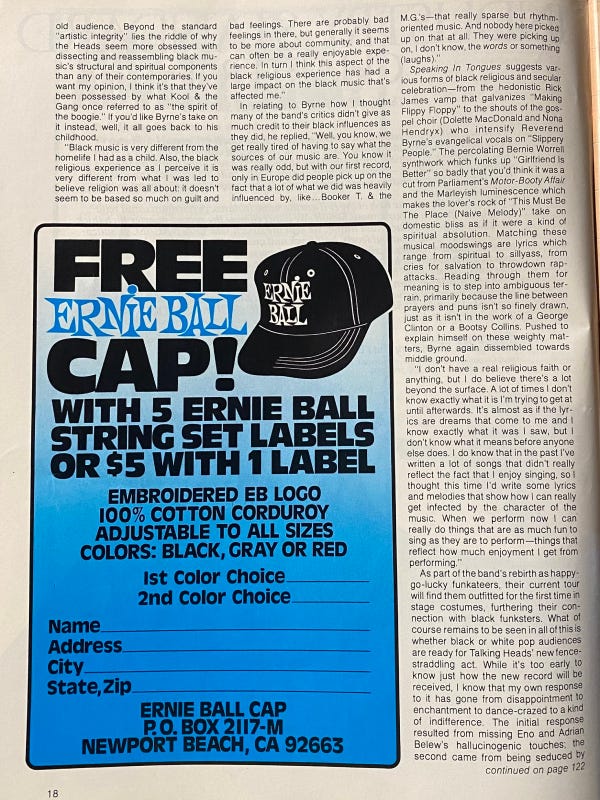 old audience. Beyond the standard
"artistic integrity" lies the riddle of why
the Heads seem more obsessed with
dissecting and reassembling black mu-
sic's structural and spiritual components
than any of their contemporaries. If you
want my opinion, I think it's that they've
been possessed by what Kool & the
Gang once referred to as "the spirit of
the boogie." If you'd like Byrne's take on
it instead, well, it all goes back to his
childhood.
"Black music is very different from the
homelife I had as a child. Also, the black
religious experience as I perceive it is
very different from what I was led to
believe religion was all about: it doesn't
seem to be based so much on guilt and
bad feelings. There are probably bad
feelings in there, but generally it seems
to be more about community, and that
can often be a really enjoyable expe-
rience. In turn I think this aspect of the
black religious experience has had a
large impact on the black music that's
affected me."
In relating to Byrne how I thought
many of the band's critics didn't give as
much credit to their black influences as
they did, he replied, "Well, you know, we
get really tired of having to say what the
sources of our music are. You know it
was really odd, but with our first record,
only in Europe did people pick up on the
fact that a lot of what we did was heavily
influenced by, like...Booker T. & the
M.G.'s—that really sparse but rhythm-
oriented music. And nobody here picked
up on that at all. They were picking up
on, I don't know, the words or something
(laughs)."
Speaking In Tongues suggests var-
ious forms of black religious and secular
celebration—from the hedonistic Rick
James vamp that galvanizes "Making
Flippy Floppy" to the shouts of the gos-
pel choir (Dolette MacDonald and Nona
Hendryx) who intensify Reverend
Byrne's evangelical vocals on "Slippery
People." The percolating Bernie Worrell
synthwork which funks up "Girlfriend Is
Better" so badly that you'd think it was a
cut from Parliament's Motor-Booty Affair
and the Marleyish luminescence which
makes the lover's rock of "This Must Be
The Place (Naive Melody)" take on
domestic bliss as if it were a kind of
spiritual absolution. Matching these
musical moodswings are lyrics which
range from spiritual to sillyass, from
cries for salvation to throwdown rap-
attacks. Reading through them for
meaning is to step into ambiguous ter-
rain, primarily because the line between
prayers and puns isn't so finely drawn,
just as it isn't in the work of a George
Clinton or a Bootsy Collins. Pushed to
explain himself on these weighty mat-
ters, Byrne again dissembled towards
middle ground.
"I don't have a real religious faith or
anything, but I do believe there's a lot
beyond the surface. A lot of times I don't
know exactly what it is I'm trying to get at
until afterwards. It's almost as if the lyr-
ics are dreams that come to me and I
know exactly what it was I saw, but I
don't know what it means before anyone
else does. I do know that in the past I've
written a lot of songs that didn't really
reflect the fact that I enjoy singing, so I
thought this time I'd write some lyrics
and melodies that show how I can really
get infected by the character of the
music. When we perform now I can
really do things that are as much fun to
sing as they are to perform—things that
reflect how much enjoyment I get from
performing."
As part of the band's rebirth as happy-
go-lucky funkateers, their current tour
will find them outfitted for the first time in
stage costumes, furthering their con-
nection with black funksters. What of
course remains to be seen in all of this is
whether black or white pop audiences
are ready for Talking Heads' new fence-
straddling act. While it's too early to
know just how the new record will be
received, I know that my own response
to it has gone from disappointment to
enchantment to dance-crazed to a kind
of indifference. The initial response
resulted from missing Eno and Adrian
Belew's hallucinogenic touches; the
second came from being seduced by
continued on page 122
FREE
ERNIE BALL
CAP!
ERNIE
BALL
WITH 5 ERNIE BALL
STRING SET LABELS
OR $5 WITH 1 LABEL
EMBROIDERED EB LOGO
100% COTTON CORDUROY
ADJUSTABLE TO ALL SIZES
COLORS: BLACK, GRAY OR RED
1st Color Choice
2nd Color Choice
Name
Address
City
State, Zip
ERNIE BALL CAP
P.O. BOX 2117-M
NEWPORT BEACH, CA 92663
18